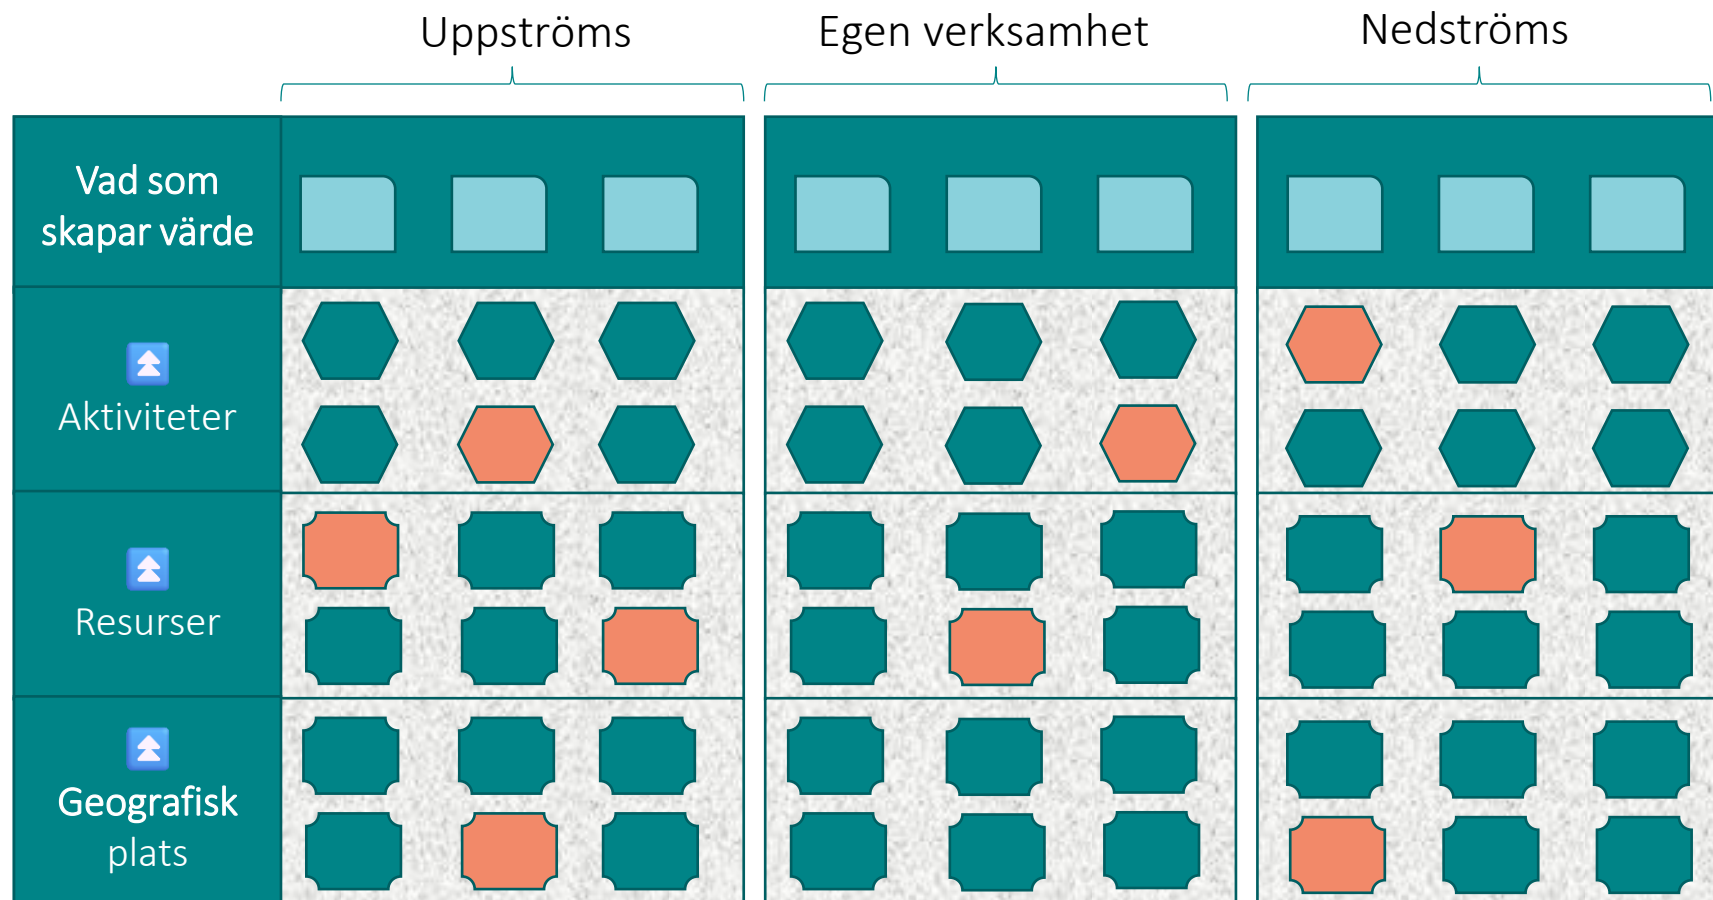 Uppströms
Egen verksamhet
Nedströms
Vad som
skapar värde
Aktiviteter
Resurser
Geografisk
plats